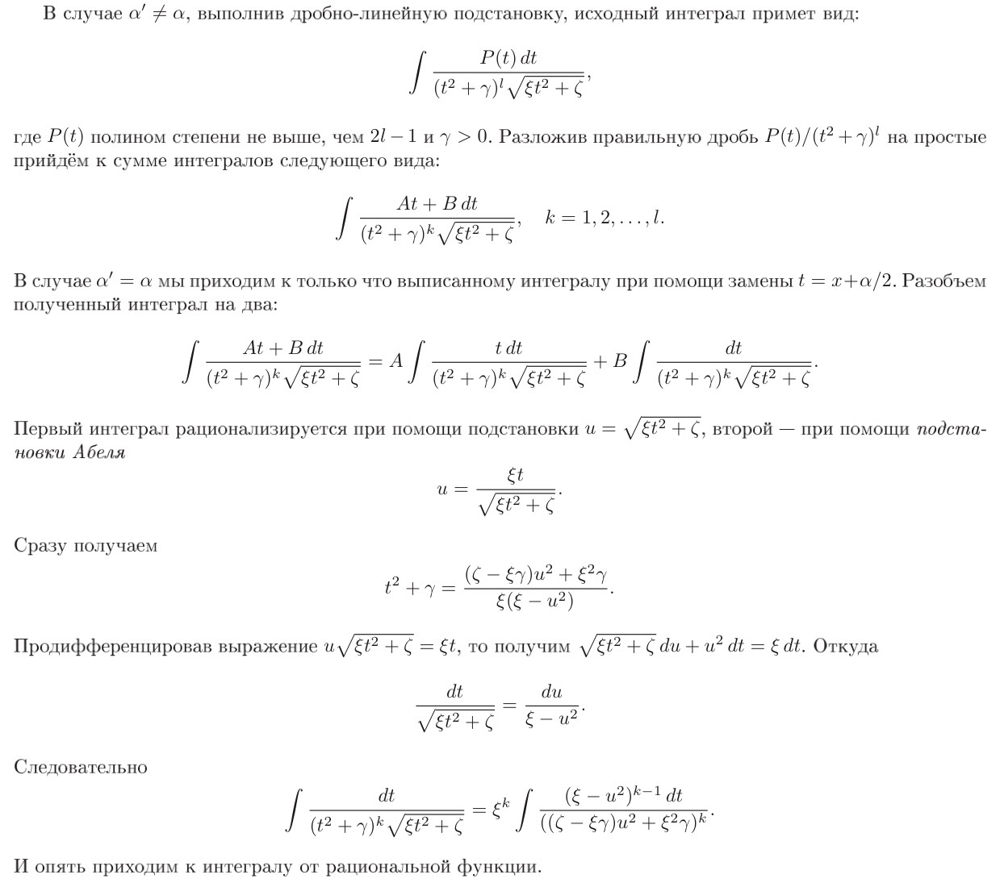 В случае $\alpha' \neq \alpha$, выполнив дробно-линейную подстановку, исходный интеграл примет вид:
$$\int \frac{P(t)\,dt}{(t^2+\gamma)^l\sqrt{\xi t^2+\zeta}},$$
где $P(t)$ полином степени не выше, чем $2l-1$ и $\gamma > 0$. Разложив правильную дробь $P(t)/(t^2+\gamma)^l$ на простые
прийдём к сумме интегралов следующего вида:
$$\int \frac{At+B\,dt}{(t^2+\gamma)^k\sqrt{\xi t^2+\zeta}}, \quad k=1,2,\ldots,l.$$
В случае $\alpha' = \alpha$ мы приходим к только что выписанному интегралу при помощи замены $t = x+\alpha/2$. Разобъем
полученный интеграл на два:
$$\int \frac{At+B\,dt}{(t^2+\gamma)^k\sqrt{\xi t^2+\zeta}} = A\int \frac{t\,dt}{(t^2+\gamma)^k\sqrt{\xi t^2+\zeta}} + B\int \frac{dt}{(t^2+\gamma)^k\sqrt{\xi t^2+\zeta}}.$$
Первый интеграл рационализируется при помощи подстановки $u = \sqrt{\xi t^2+\zeta}$, второй — при помощи подста-
новки Абеля
$$u = \frac{\xi t}{\sqrt{\xi t^2+\zeta}}.$$
Сразу получаем
$$t^2+\gamma = \frac{(\zeta-\xi\gamma)u^2+\xi^2\gamma}{\xi(\xi-u^2)}.$$
Продифференцировав выражение $u\sqrt{\xi t^2+\zeta} = \xi t$, то получим $\sqrt{\xi t^2+\zeta}\,du + u^2\,dt = \xi\,dt$. Откуда
$$\frac{dt}{\sqrt{\xi t^2+\zeta}} = \frac{du}{\xi-u^2}.$$
Следовательно
$$\int \frac{dt}{(t^2+\gamma)^k\sqrt{\xi t^2+\zeta}} = \xi^k\int \frac{(\xi-u^2)^{k-1}\,dt}{((\zeta-\xi\gamma)u^2+\xi^2\gamma)^k}.$$
И опять приходим к интегралу от рациональной функции.